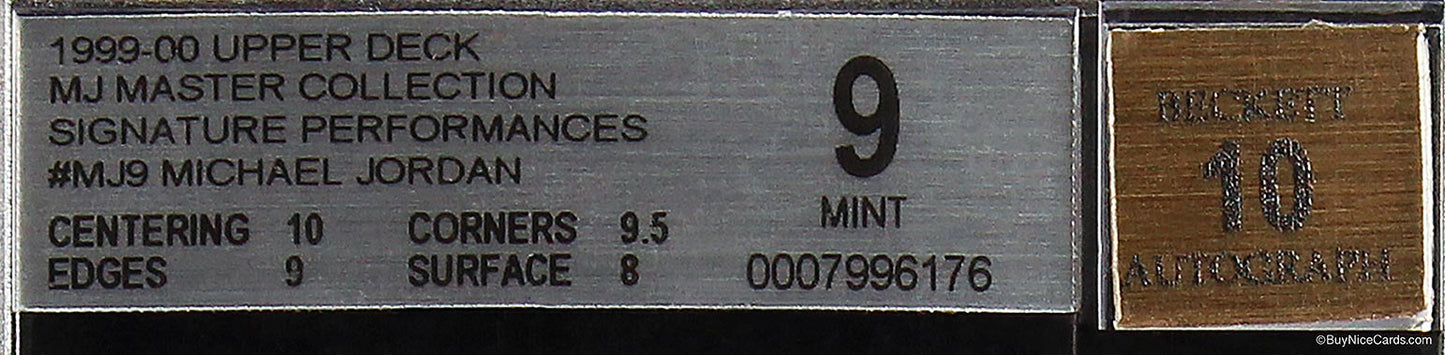 1999-00 UPPER DECK
MJ MASTER COLLECTION
SIGNATURE PERFORMANCES
#MJ9 MICHAEL JORDAN
CENTERING 10 CORNERS 9.5
EDGES 9 SURFACE 8
9
MINT
0007996176
BECKETT
10
AUTOGRAPH
©BuyNiceCards.com